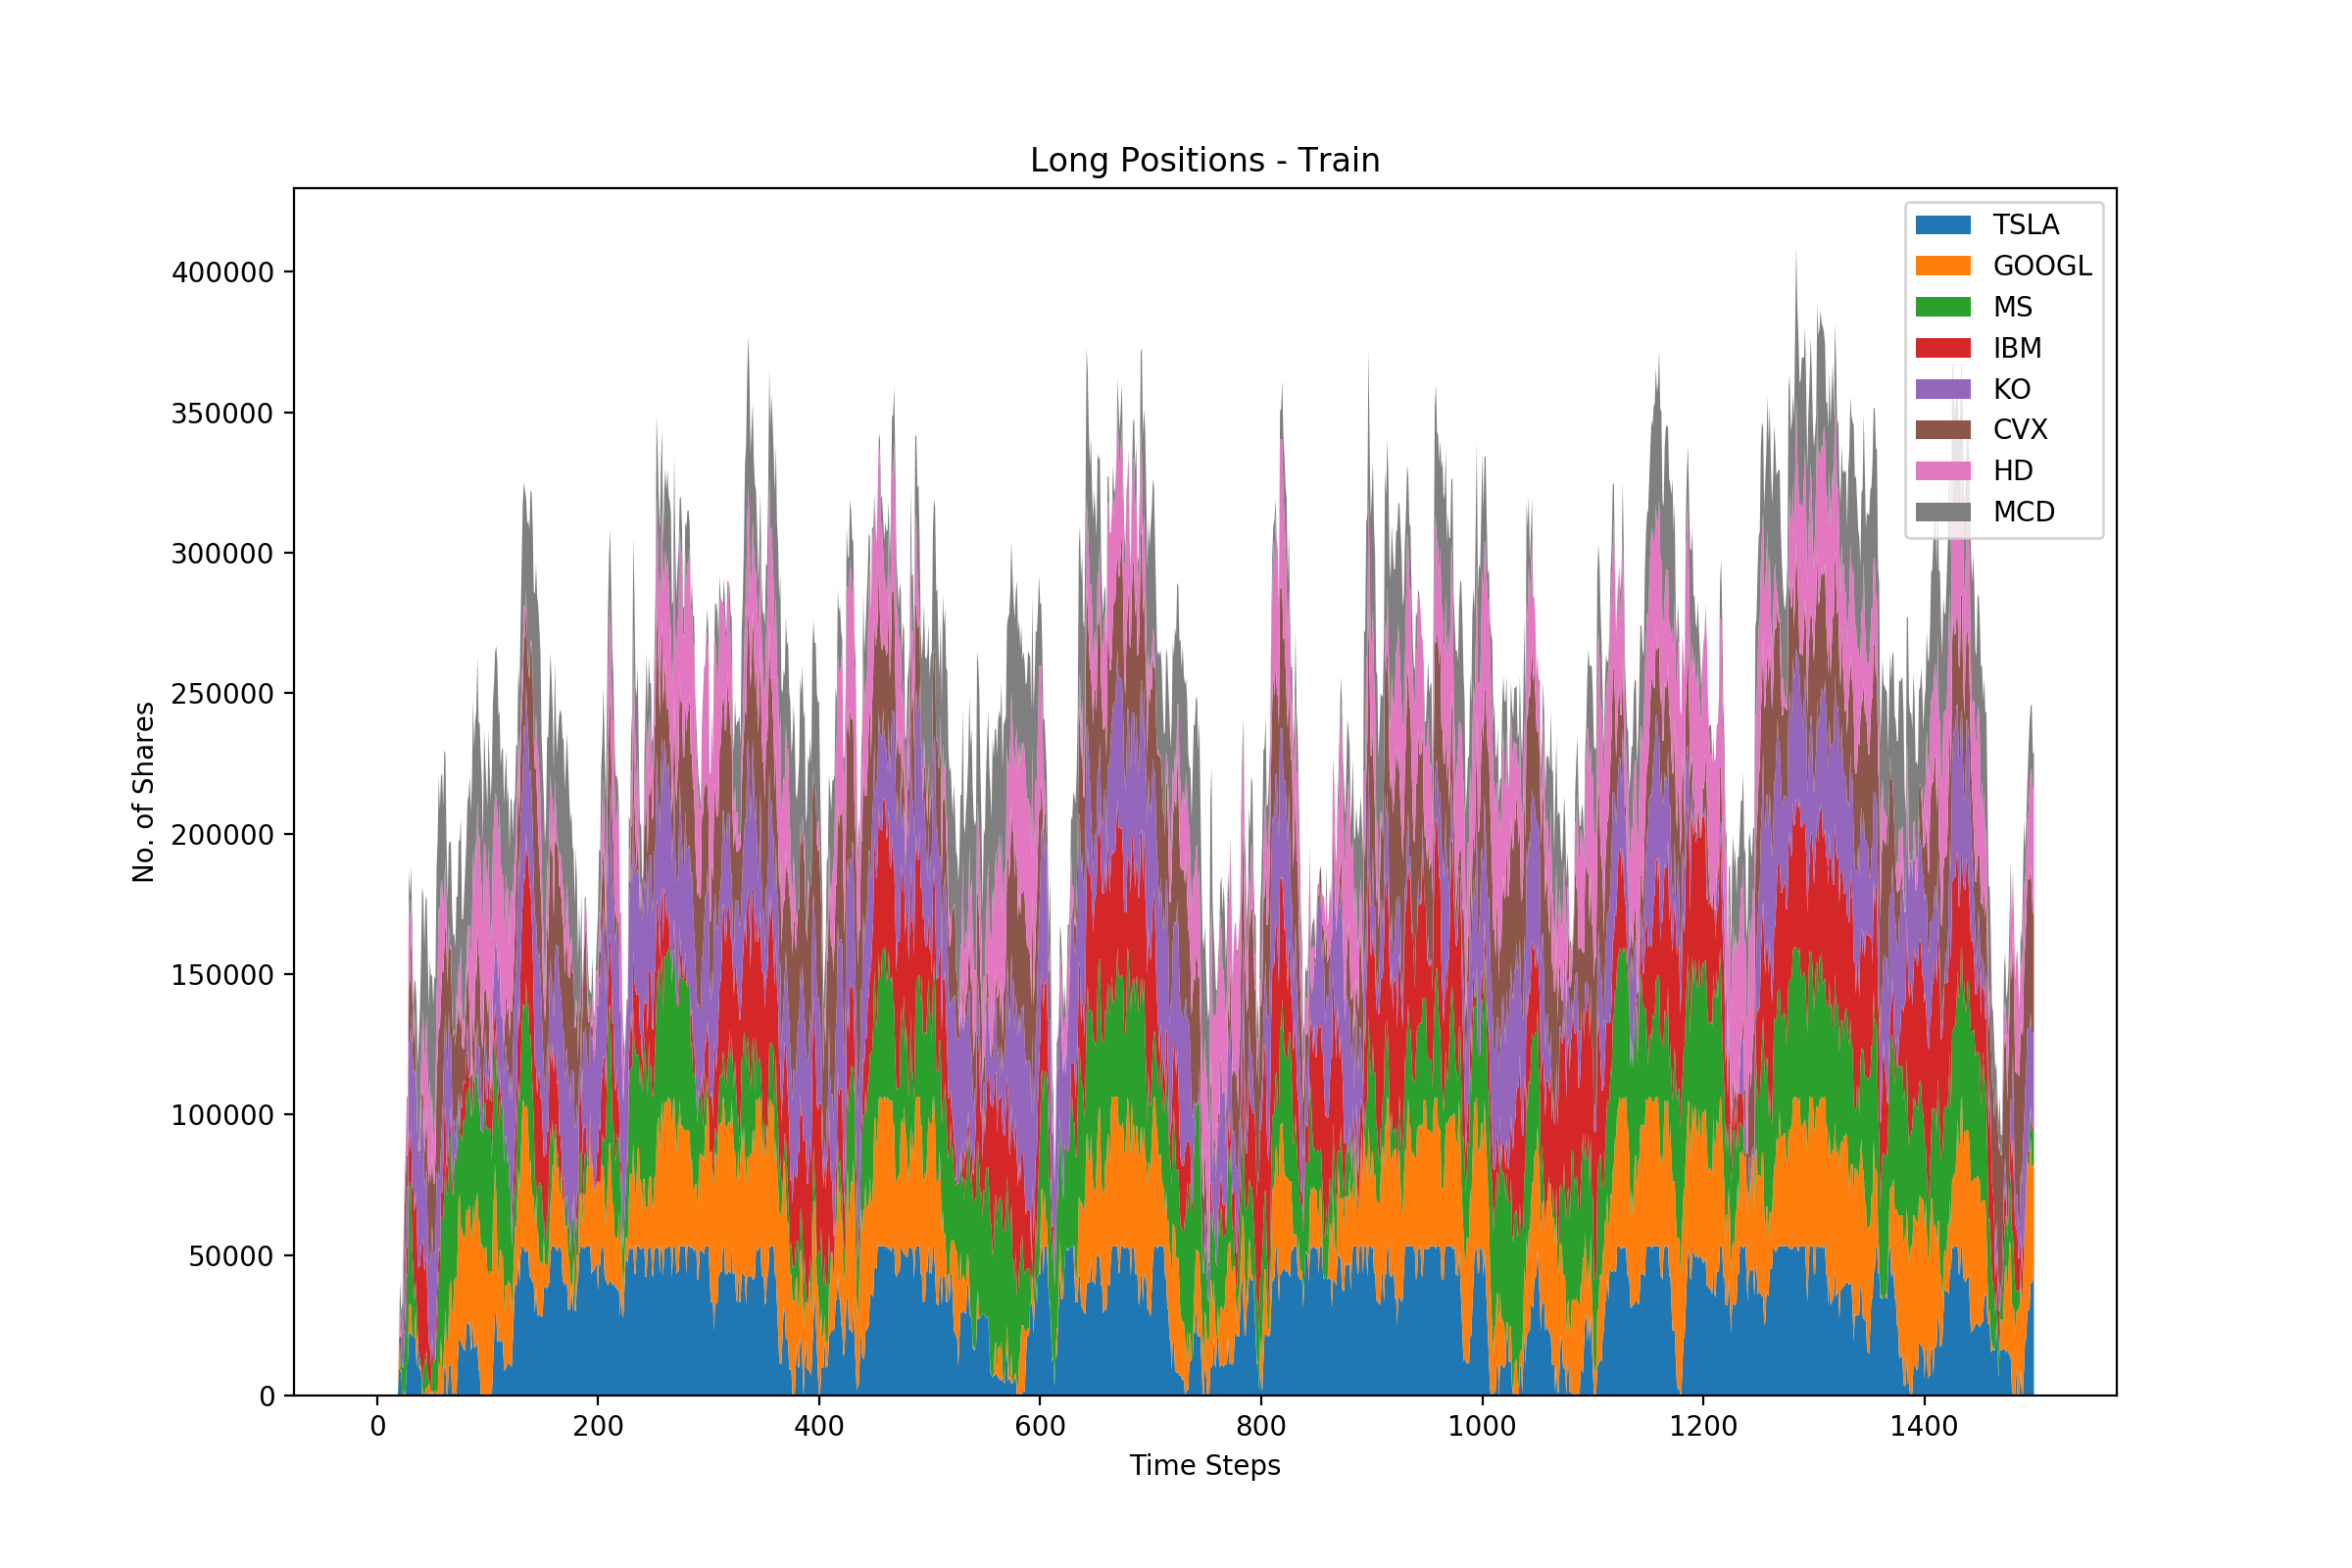 Long Positions - Train
TSLA
GOOGL
MS
IBM
KO
CVX
HD
MCD
400000
350000
300000
250000
200000
150000
100000
50000
0
No. of Shares
0 200 400 600 800 1000 1200 1400
Time Steps